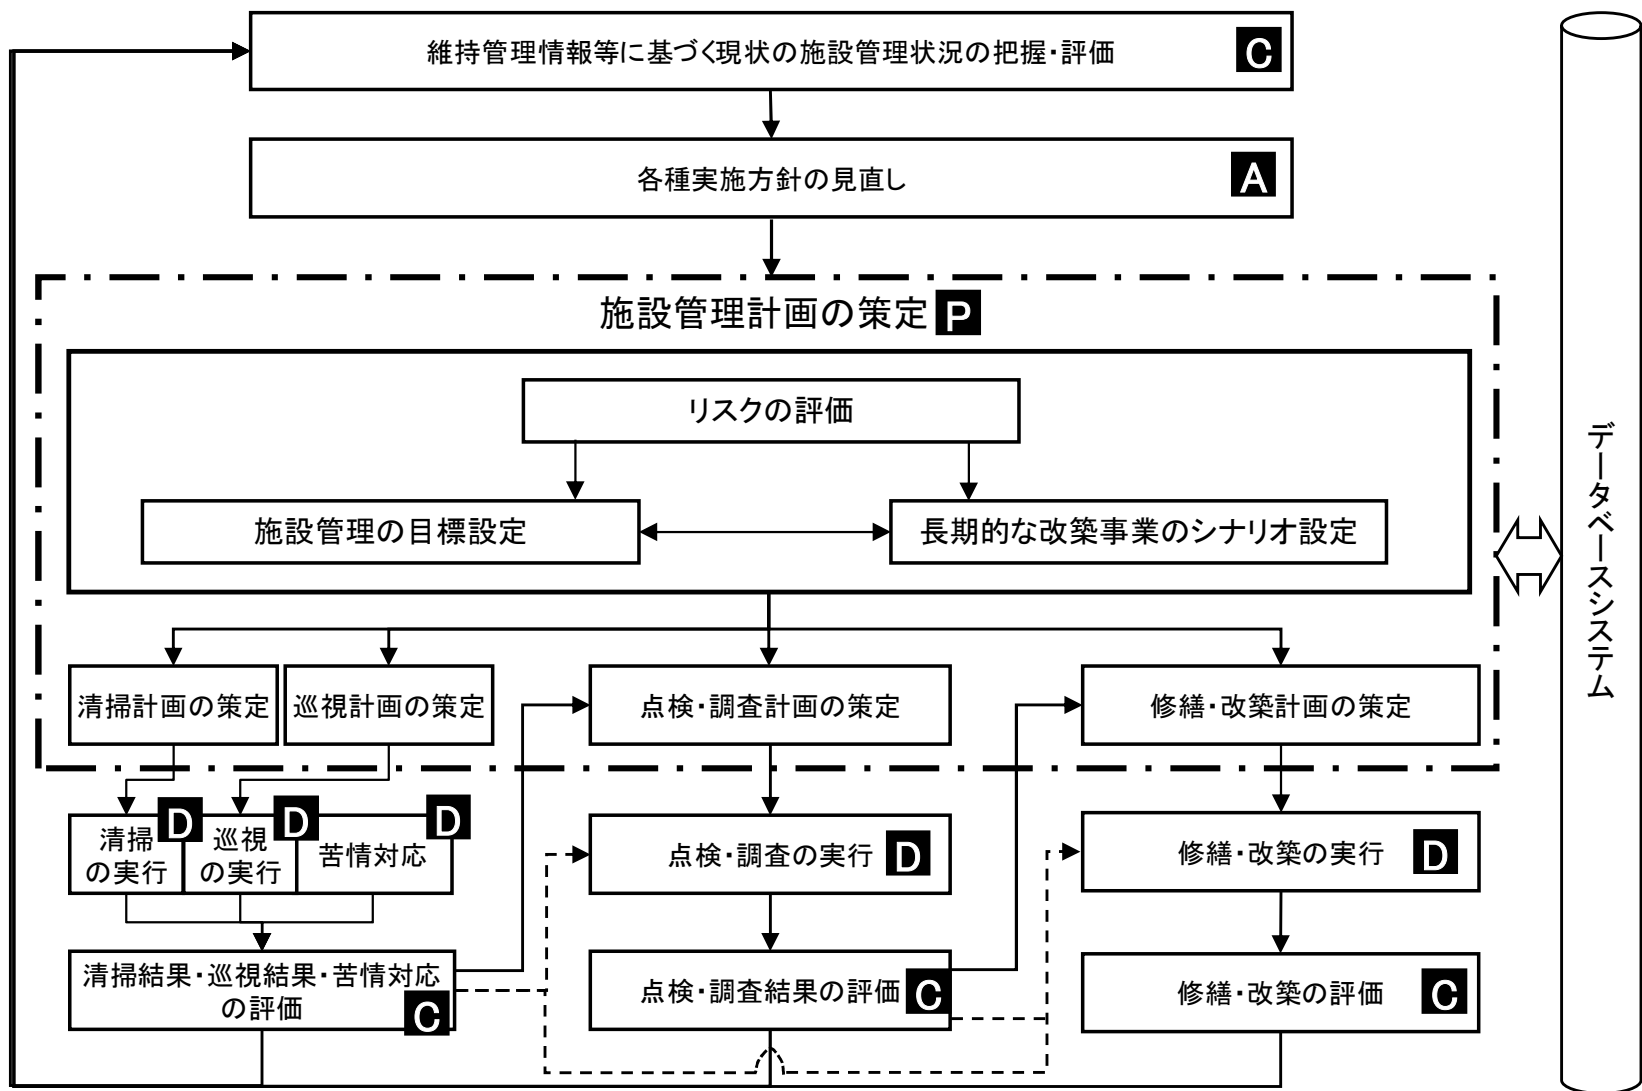 維持管理情報等に基づく現状の施設管理状況の把握・評価
C
各種実施方針の見直し
A
施設管理計画の策定 P
リスクの評価
施設管理の目標設定
長期的な改築事業のシナリオ設定
清掃計画の策定
巡視計画の策定
点検・調査計画の策定
修繕・改築計画の策定
清掃
の実行
D
巡視
の実行
D
苦情対応
D
点検・調査の実行
D
修繕・改築の実行
D
清掃結果・巡視結果・苦情対応
の評価
C
点検・調査結果の評価
C
修繕・改築の評価
C
データベースシステム